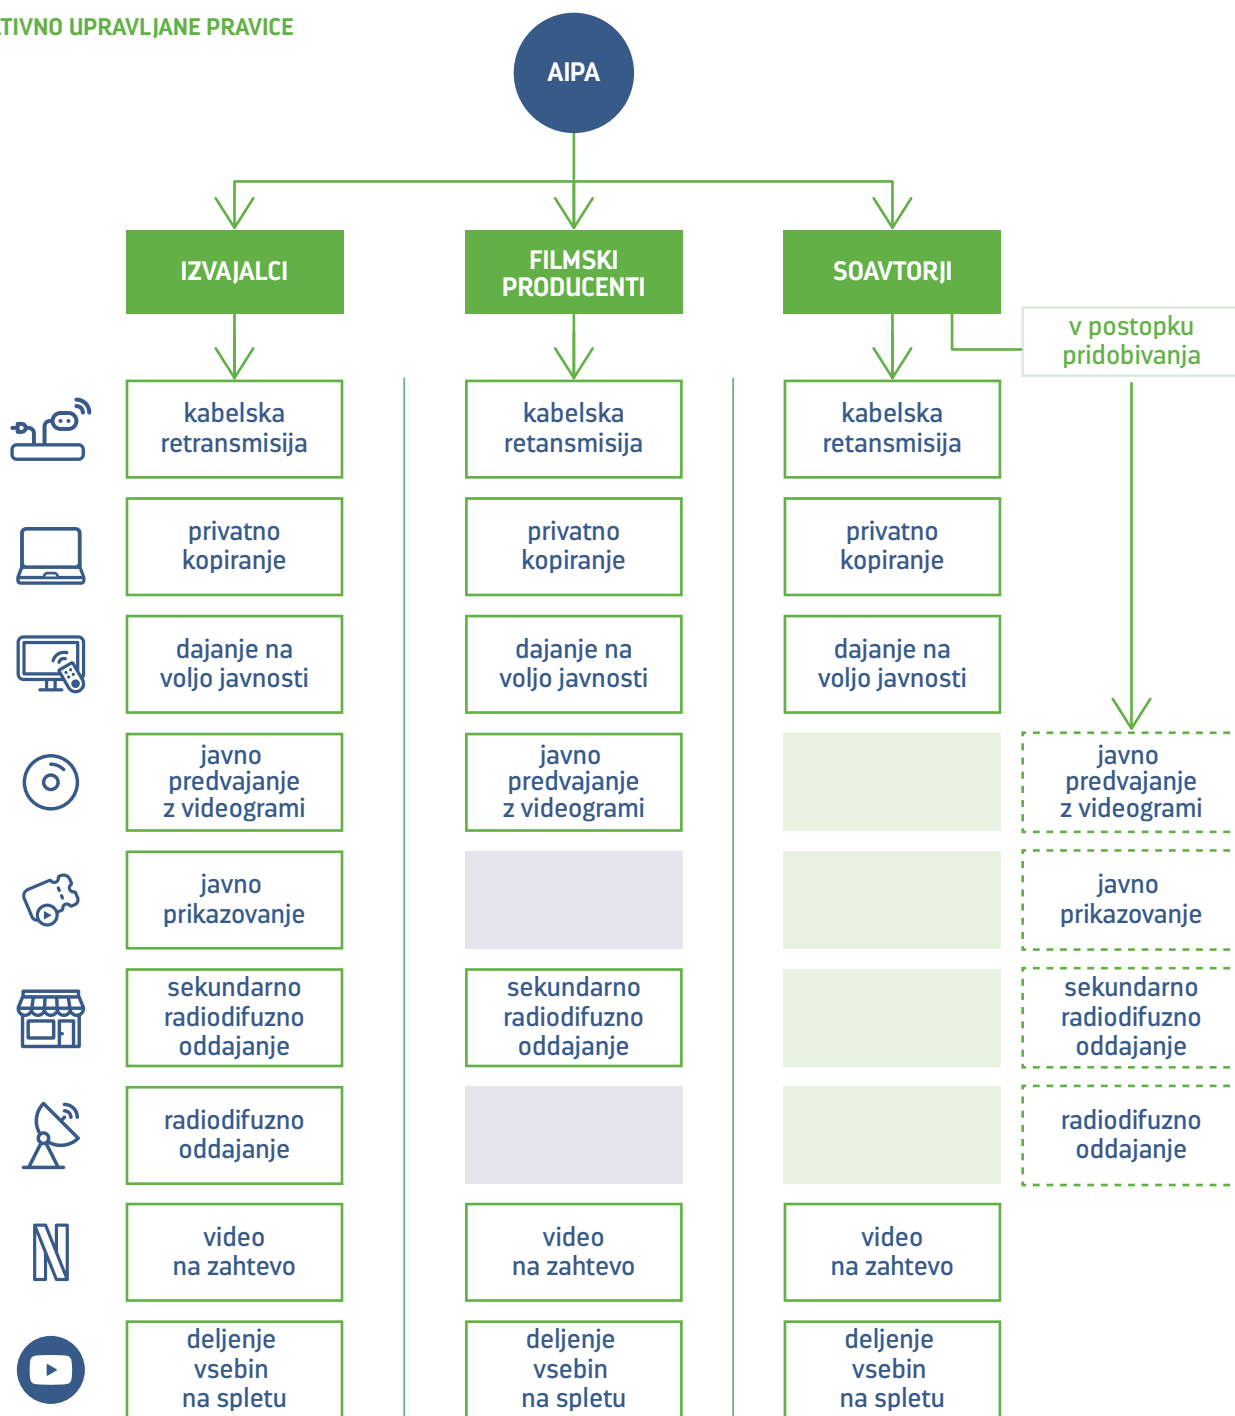 TIVNO UPRAVLJANE PRAVICE
AIPA
IZVAJALCI
FILMSKI
PRODUCENTI
SOAVTORJI
v postopku
pridobivanja
kabelska
retransmisija
kabelska
retansmisija
kabelska
retansmisija
privatno
kopiranje
privatno
kopiranje
privatno
kopiranje
dajanje na
voljo javnosti
dajanje na
voljo javnosti
dajanje na
voljo javnosti
javno
predvajanje
z videogrami
javno
predvajanje
z videogrami
javno
predvajanje
z videogrami
javno
prikazovanje
javno
prikazovanje
sekundarno
radiodifuzno
oddajanje
sekundarno
radiodifuzno
oddajanje
sekundarno
radiodifuzno
oddajanje
radiodifuzno
oddajanje
radiodifuzno
oddajanje
N
video
na zahtevo
video
na zahtevo
video
na zahtevo
deljenje
vsebin
na spletu
deljenje
vsebin
na spletu
deljenje
vsebin
na spletu